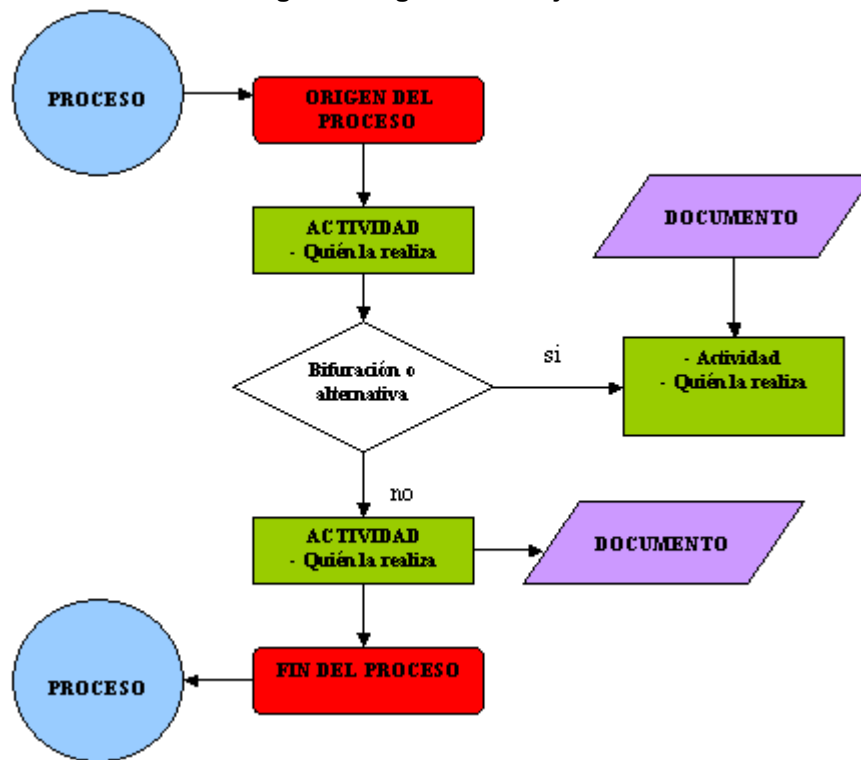 PROCESO
ORIGEN DEL
PROCESO
ACTIVIDAD
- Quién la realiza
DOCUMENTO
Bifuración o
alternativa
si
- Actividad
- Quién la realiza
no
ACTIVIDAD
- Quién la realiza
DOCUMENTO
FIN DEL PROCESO
PROCESO